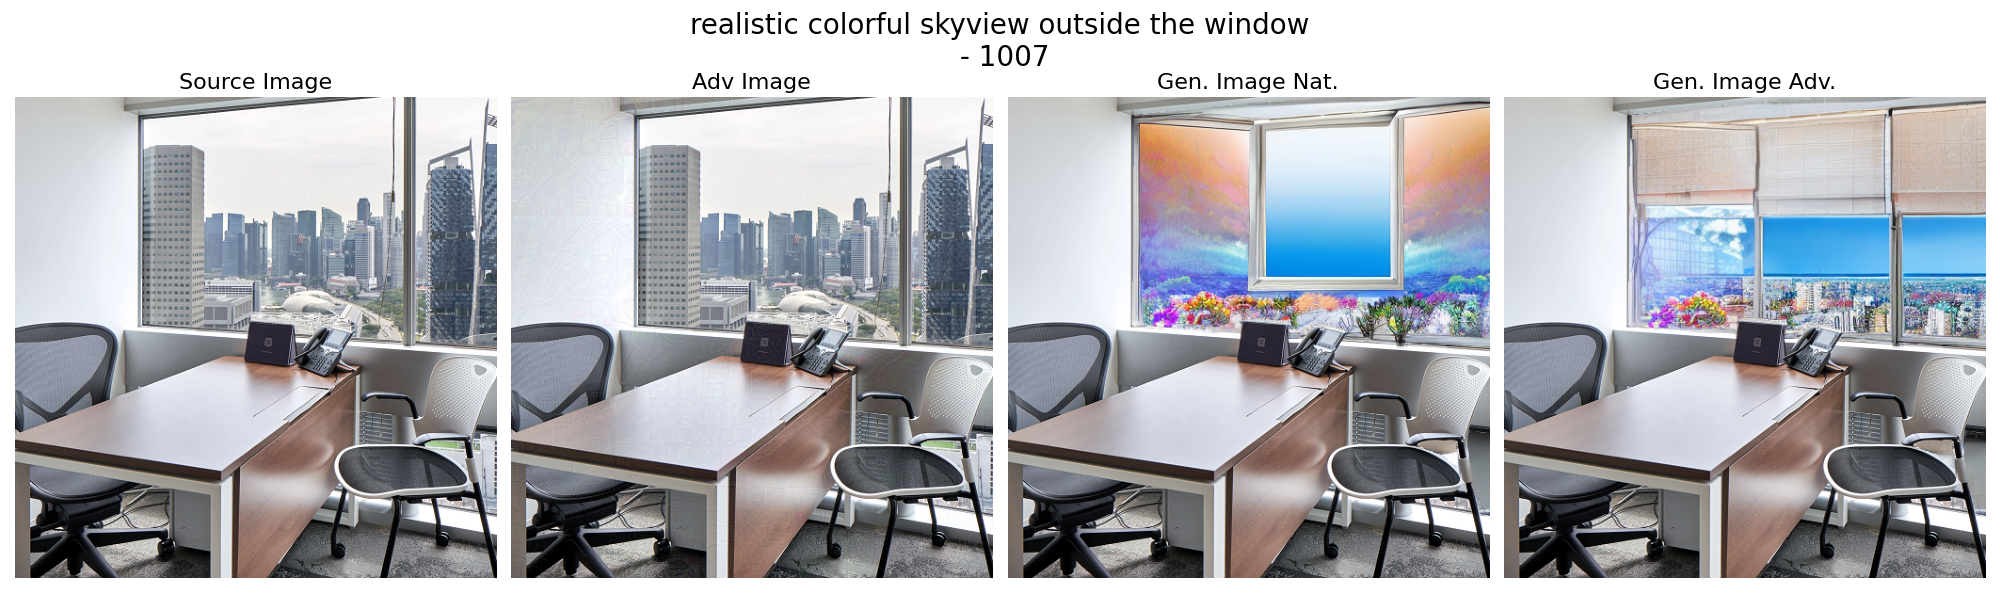 realistic colorful skyview outside the window
- 1007
Source Image
Adv Image
Gen. Image Nat.
Gen. Image Adv.